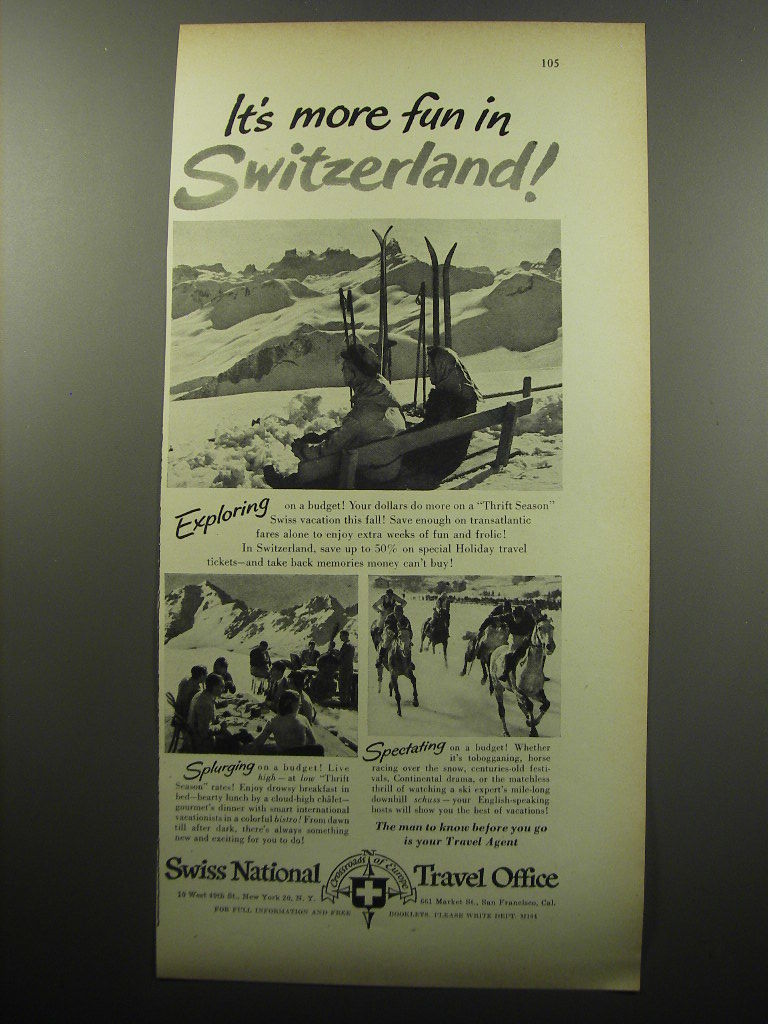 105
It's more fun in
Switzerland!
Exploring on a budget! Your dollars do more on a "Thrift Season"
Swiss vacation this fall! Save enough on transatlantic
fares alone to enjoy extra weeks of fun and frolic!
In Switzerland, save up to 50% on special Holiday travel
tickets—and take back memories money can't buy!
Splurging on a budget! Live
high — at low "Thrift
Season" rates! Enjoy drowsy breakfast in
bed—hearty lunch by a cloud-high châlet—
gourmet's dinner with smart international
vacationists in a colorful bistro! From dawn
till after dark, there's always something
new and exciting for you to do!
Spectating on a budget! Whether
it's tobogganing, horse
racing over the snow, centuries-old festi-
vals, Continental drama, or the matchless
thrill of watching a ski expert's mile-long
downhill schuss — your English-speaking
hosts will show you the best of vacations!
The man to know before you go
is your Travel Agent
Swiss National Travel Office
Crossroads of Europe
10 West 49th St., New York 20, N. Y.
661 Market St., San Francisco, Cal.
FOR FULL INFORMATION AND FREE BOOKLETS, PLEASE WRITE DEPT. M104